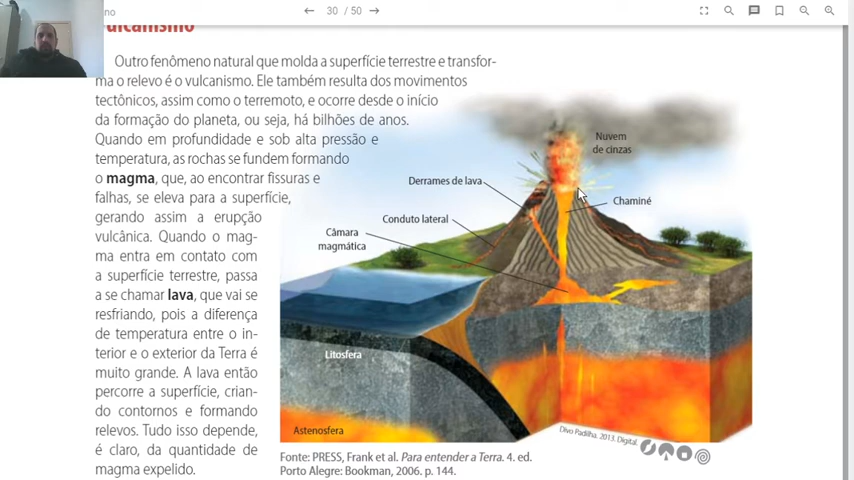 no
30 / 50
Vulcanismo
Outro fenômeno natural que molda a superfície terrestre e transfor-
ma o relevo é o vulcanismo. Ele também resulta dos movimentos
tectônicos, assim como o terremoto, e ocorre desde o início
da formação do planeta, ou seja, há bilhões de anos.
Quando em profundidade e sob alta pressão e
temperatura, as rochas se fundem formando
o magma, que, ao encontrar fissuras e
falhas, se eleva para a superfície,
gerando assim a erupção
vulcânica. Quando o mag-
ma entra em contato com
a superfície terrestre, passa
a se chamar lava, que vai se
resfriando, pois a diferença
de temperatura entre o in-
terior e o exterior da Terra é
muito grande. A lava então
percorre a superfície, crian-
do contornos e formando
relevos. Tudo isso depende,
é claro, da quantidade de
magma expelido.
Nuvem
de cinzas
Derrames de lava
Chaminé
Conduto lateral
Câmara
magmática
Litosfera
Astenosfera
Divo Padilha. 2013. Digital.
Fonte: PRESS, Frank et al. Para entender a Terra. 4. ed.
Porto Alegre: Bookman, 2006. p. 144.